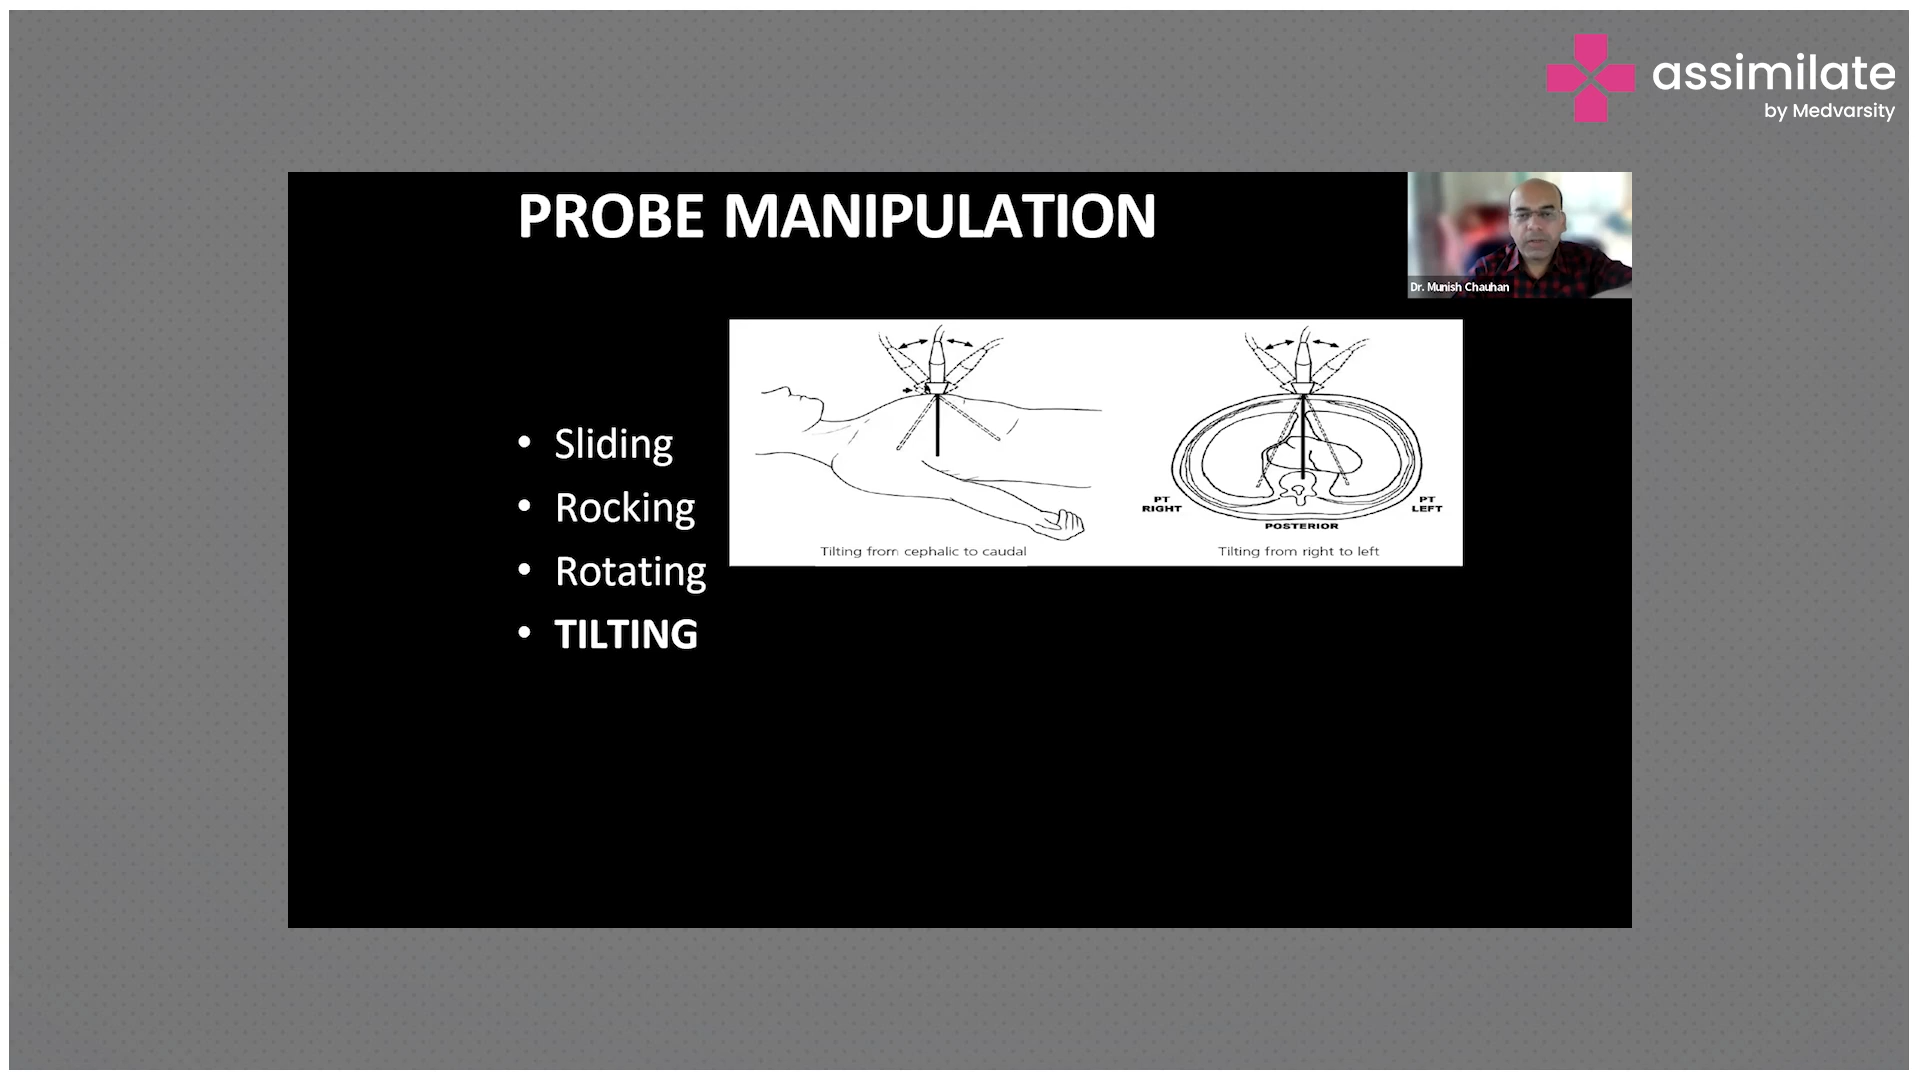 assimilate
by Medvarsity
PROBE MANIPULATION
Dr. Munish Chauhan
• Sliding
• Rocking
• Rotating
• TILTING
PT
RIGHT
POSTERIOR
PT
LEFT
Tilting from cephalic to caudal
Tilting from right to left